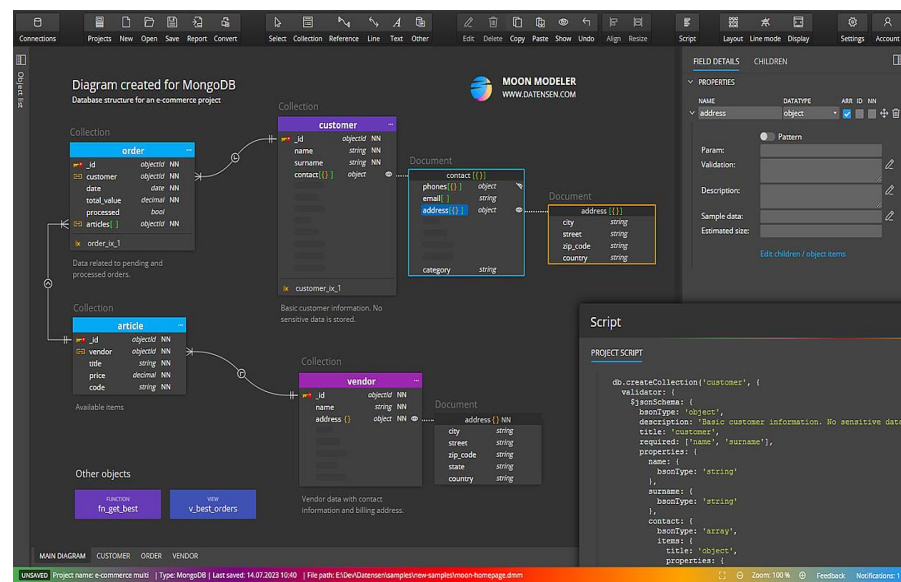 Connections Projects New Open Save Report Convert Select Collection Reference Line Text Other Edit Delete Copy Paste Show Undo Align Resize Script Layout Line mode Display Settings Account
Object list
Diagram created for MongoDB
Database structure for an e-commerce project
MOON MODELER
WWW.DATENSEN.COM
Collection
order
_id objectId NN
customer objectId NN
date date NN
total_value decimal NN
processed bool
articles[ ] objectId NN
ix order_ix_1
Data related to pending and
processed orders.
Collection
customer
_id objectId NN
name string NN
surname string NN
contact[{} ] object
ix customer_ix_1
Basic customer information. No
sensitive data is stored.
Document
contact [{}]
phones[{} ] object
email[ ] string
address[{} ] object
category string
Document
address [{}]
city string
street string
zip_code string
country string
Collection
article
_id objectId NN
vendor objectId NN
title string NN
price decimal NN
code string NN
Available items
Collection
vendor
_id objectId NN
name string NN
address {} object NN
Vendor data with contact
information and billing address.
Document
address {} NN
city string
street string
zip_code string
state string
country string
Other objects
FUNCTION
fn_get_best
VIEW
v_best_orders
FIELD DETAILS CHILDREN
PROPERTIES
NAME DATATYPE ARR ID NN
address object
Pattern
Param:
Validation:
Description:
Sample data:
Estimated size:
Edit children / object items
Script
PROJECT SCRIPT
db.createCollection('customer', {
validator: {
$jsonSchema: {
bsonType: 'object',
description: 'Basic customer information. No sensitive data
title: 'customer',
required: ['name', 'surname'],
properties: {
name: {
bsonType: 'string'
},
surname: {
bsonType: 'string'
},
contact: {
bsonType: 'array',
items: {
title: 'object',
properties: {
MAIN DIAGRAM CUSTOMER ORDER VENDOR
UNSAVED Project name: e-commerce multi | Type: MongoDB | Last saved: 14.07.2023 10:40 | File path: E:\Dev\Datensen\samples\new-samples\moon-homepage.dmm Zoom: 100 % Feedback Notifications: 1